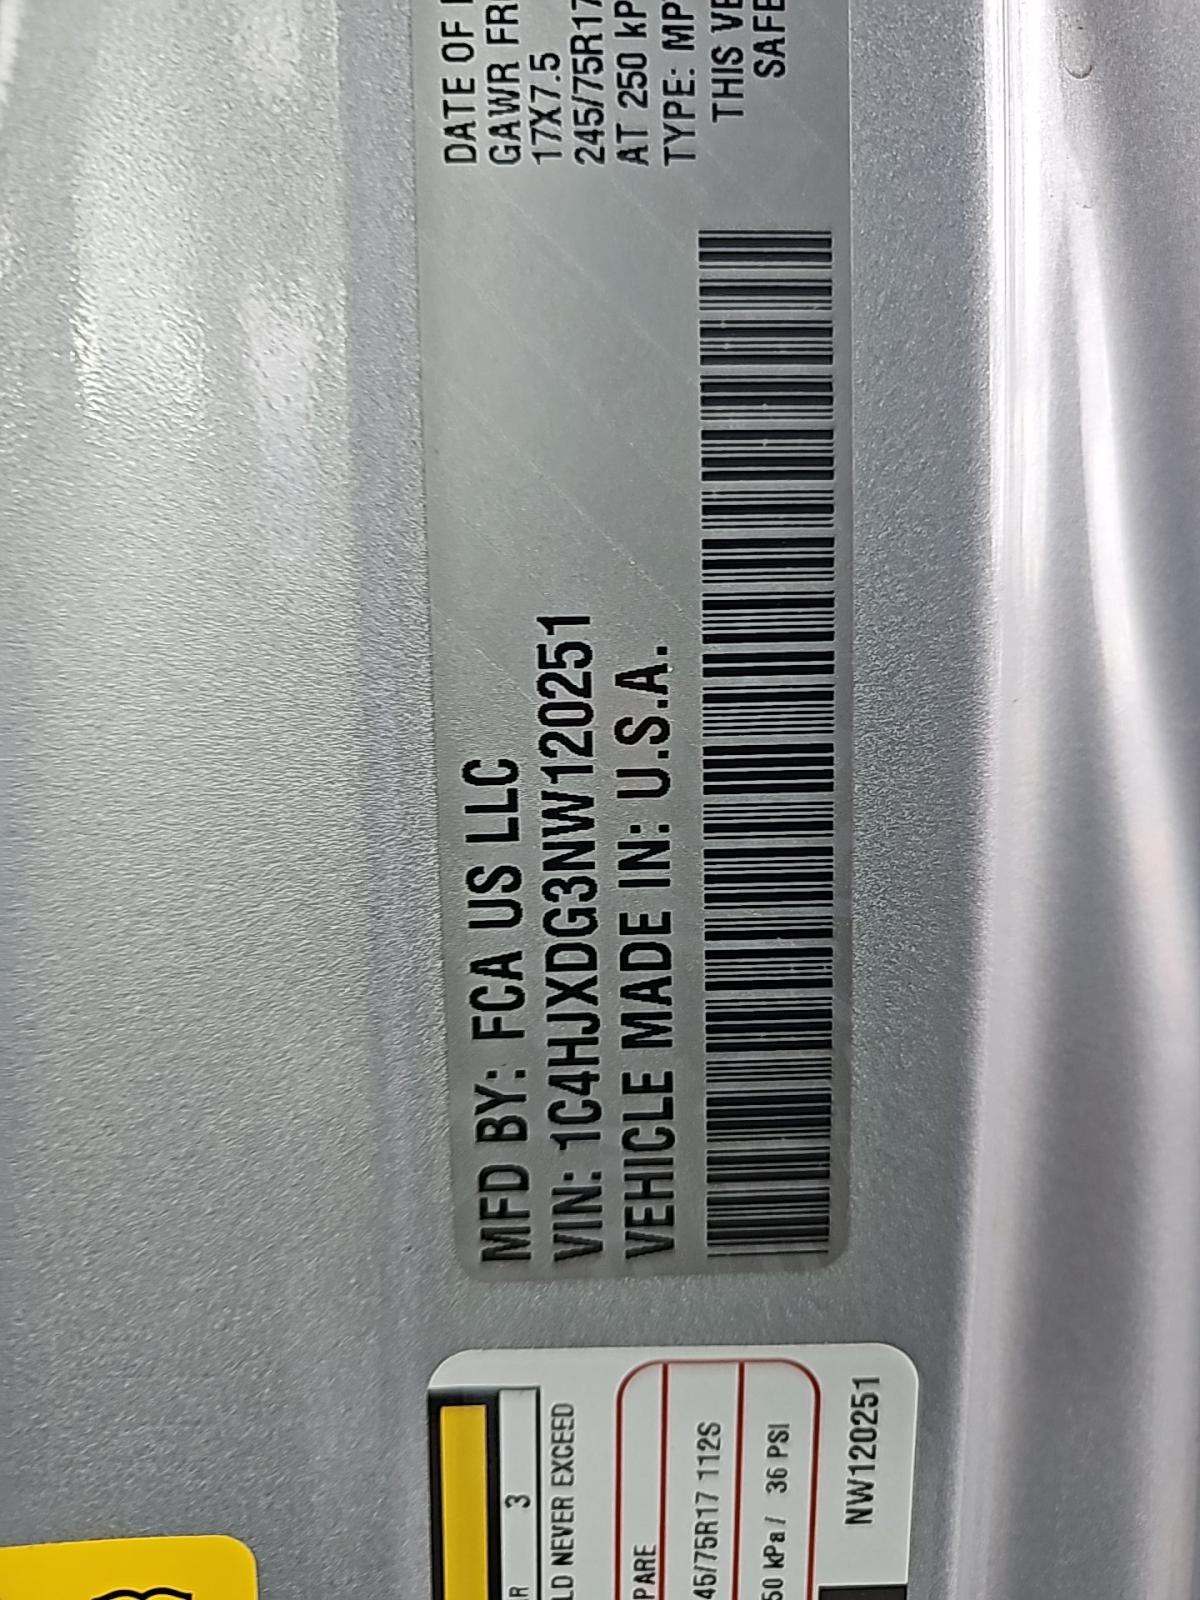 MFD BY: FCA US LLC
VIN: 1C4HJXDG3NW120251
VEHICLE MADE IN: U.S.A.
DATE OF
GAWR FR
17X7.5
245/75R17
AT 250 kP
TYPE: MP
THIS VE
SAFE
R 3
LD NEVER EXCEED
PARE
45/75R17 112S
50 kPa / 36 PSI
NW120251